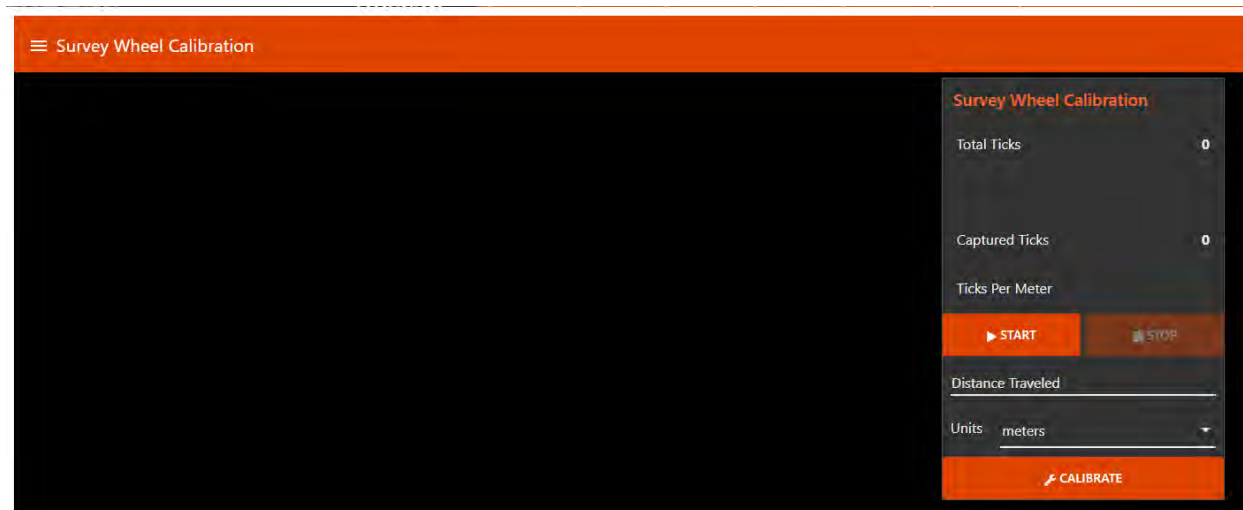 Survey Wheel Calibration
Survey Wheel Calibration
Total Ticks 0
Captured Ticks 0
Ticks Per Meter
START STOP
Distance Traveled
Units meters
CALIBRATE